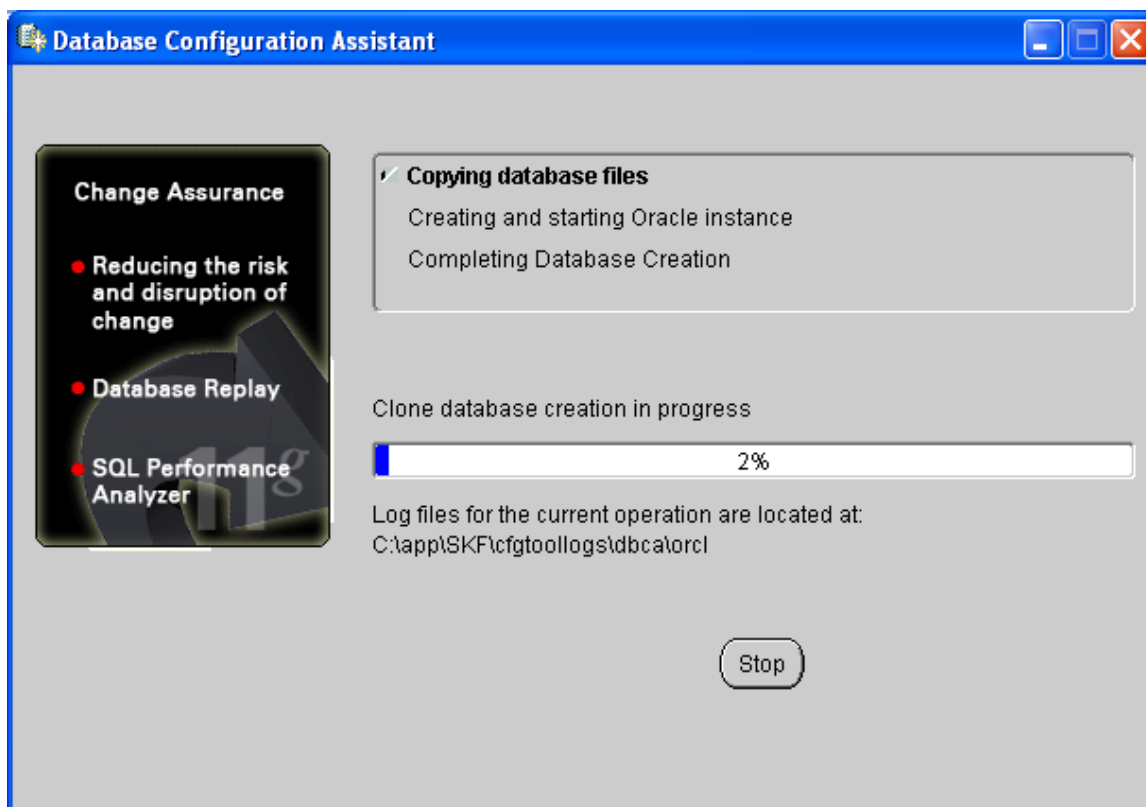 Database Configuration Assistant
Change Assurance
Reducing the risk
and disruption of
change
Database Replay
SQL Performance
Analyzer
11g
Copying database files
Creating and starting Oracle instance
Completing Database Creation
Clone database creation in progress
2%
Log files for the current operation are located at:
C:\app\SKF\cfgtoollogs\dbca\orcl
Stop